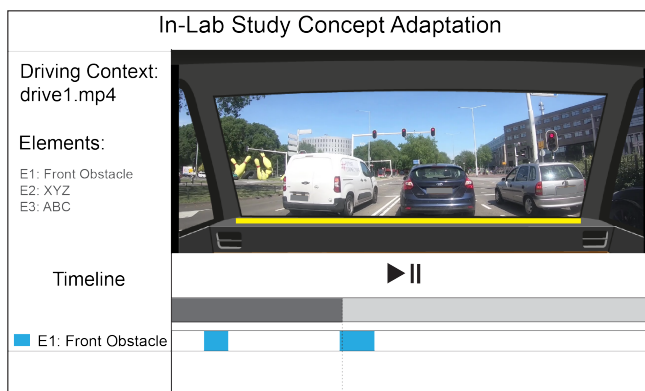 In-Lab Study Concept Adaptation
Driving Context:
drive1.mp4
Elements:
E1: Front Obstacle
E2: XYZ
E3: ABC
Timeline
E1: Front Obstacle